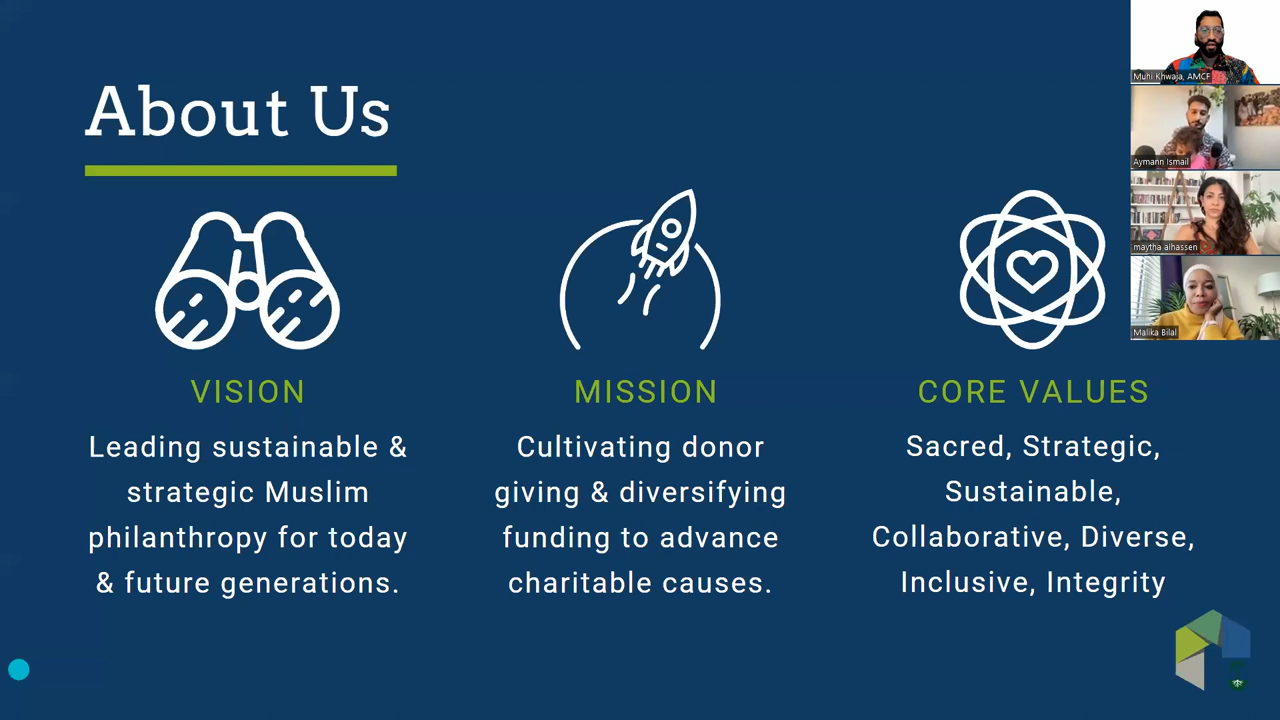 About Us
VISION
Leading sustainable &
strategic Muslim
philanthropy for today
& future generations.
MISSION
Cultivating donor
giving & diversifying
funding to advance
charitable causes.
CORE VALUES
Sacred, Strategic,
Sustainable,
Collaborative, Diverse,
Inclusive, Integrity
Muhi Khwaja, AMCF
Aymann Ismail
maytha alhassen
Malika Bilal